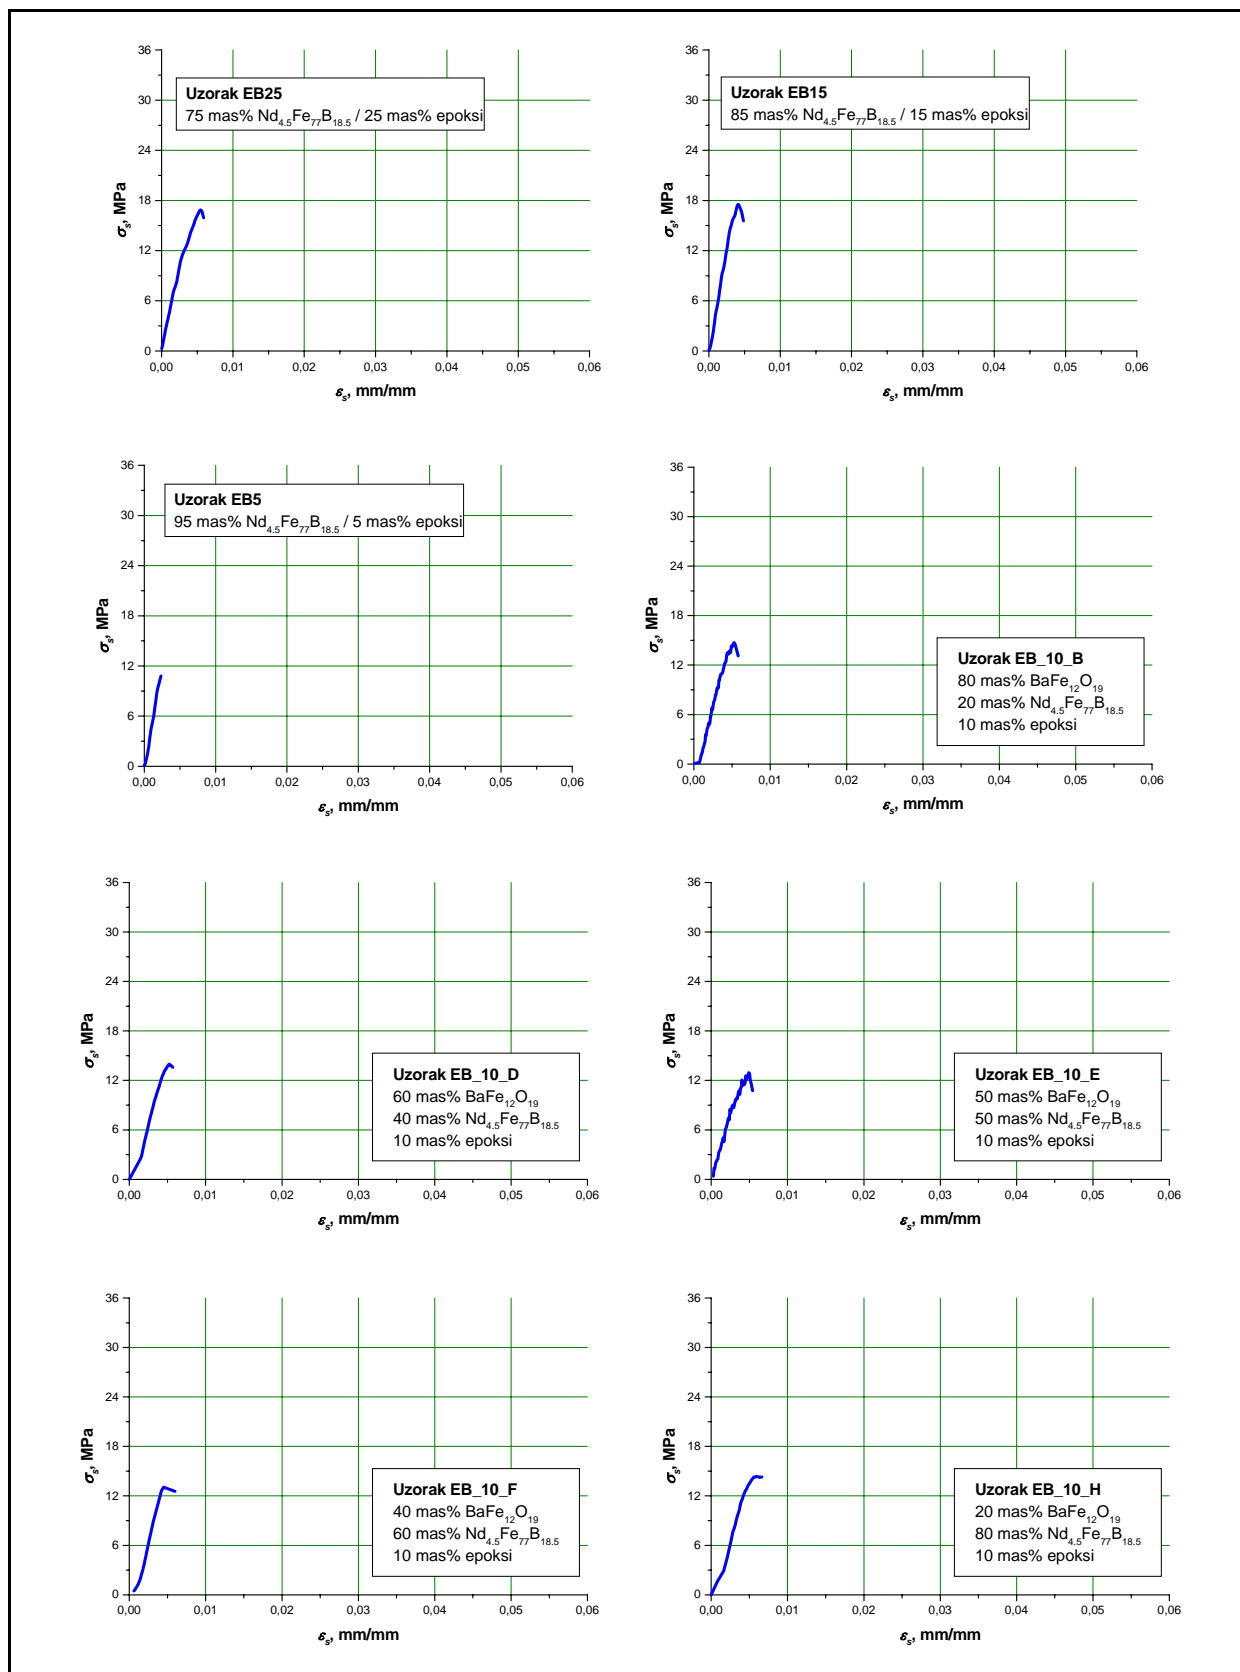 36
30
24
18
12
6
0
σs, MPa
Uzorak EB25
75 mas% Nd4.5Fe77B18.5 / 25 mas% epoksi
0,00 0,01 0,02 0,03 0,04 0,05 0,06
εs, mm/mm
36
30
24
18
12
6
0
σs, MPa
Uzorak EB15
85 mas% Nd4.5Fe77B18.5 / 15 mas% epoksi
0,00 0,01 0,02 0,03 0,04 0,05 0,06
εs, mm/mm
36
30
24
18
12
6
0
σs, MPa
Uzorak EB5
95 mas% Nd4.5Fe77B18.5 / 5 mas% epoksi
0,00 0,01 0,02 0,03 0,04 0,05 0,06
εs, mm/mm
36
30
24
18
12
6
0
σs, MPa
Uzorak EB_10_B
80 mas% BaFe12O19
20 mas% Nd4.5Fe77B18.5
10 mas% epoksi
0,00 0,01 0,02 0,03 0,04 0,05 0,06
εs, mm/mm
36
30
24
18
12
6
0
σs, MPa
Uzorak EB_10_D
60 mas% BaFe12O19
40 mas% Nd4.5Fe77B18.5
10 mas% epoksi
0,00 0,01 0,02 0,03 0,04 0,05 0,06
εs, mm/mm
36
30
24
18
12
6
0
σs, MPa
Uzorak EB_10_E
50 mas% BaFe12O19
50 mas% Nd4.5Fe77B18.5
10 mas% epoksi
0,00 0,01 0,02 0,03 0,04 0,05 0,06
εs, mm/mm
36
30
24
18
12
6
0
σs, MPa
Uzorak EB_10_F
40 mas% BaFe12O19
60 mas% Nd4.5Fe77B18.5
10 mas% epoksi
0,00 0,01 0,02 0,03 0,04 0,05 0,06
εs, mm/mm
36
30
24
18
12
6
0
σs, MPa
Uzorak EB_10_H
20 mas% BaFe12O19
80 mas% Nd4.5Fe77B18.5
10 mas% epoksi
0,00 0,01 0,02 0,03 0,04 0,05 0,06
εs, mm/mm